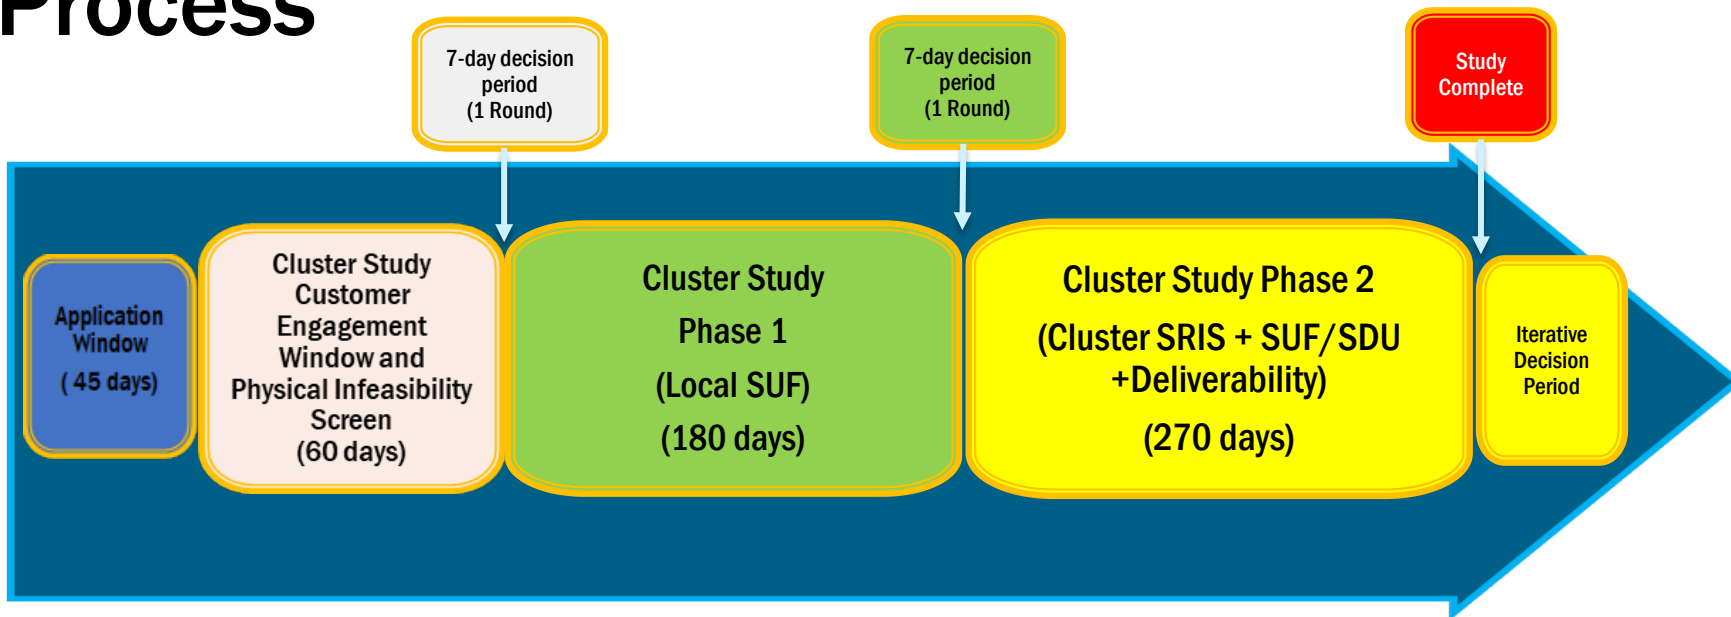 Process
7-day decision
period
(1 Round)
7-day decision
period
(1 Round)
Study
Complete
Application
Window
( 45 days)
Cluster Study
Customer
Engagement
Window and
Physical Infeasibility
Screen
(60 days)
Cluster Study
Phase 1
(Local SUF)
(180 days)
Cluster Study Phase 2
(Cluster SRIS + SUF/SDU
+Deliverability)
(270 days)
Iterative
Decision
Period